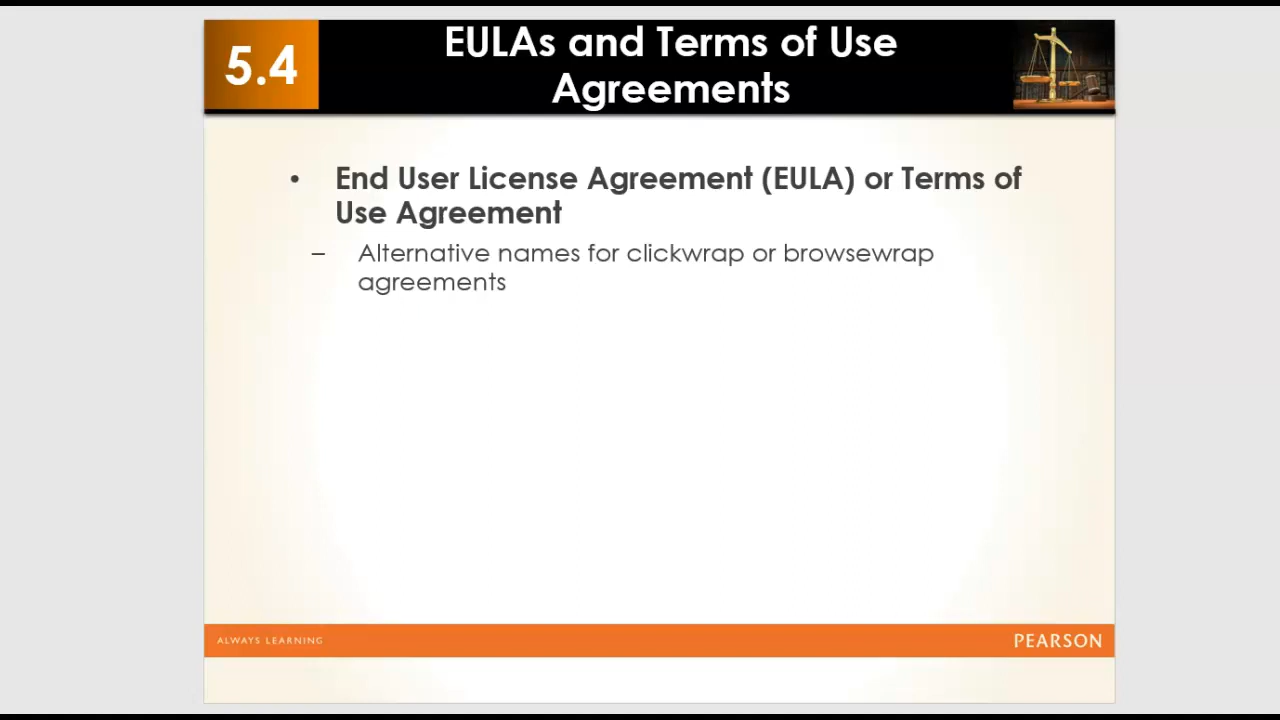 5.4
EULAs and Terms of Use
Agreements
• End User License Agreement (EULA) or Terms of
Use Agreement
– Alternative names for clickwrap or browsewrap
agreements
ALWAYS LEARNING
PEARSON